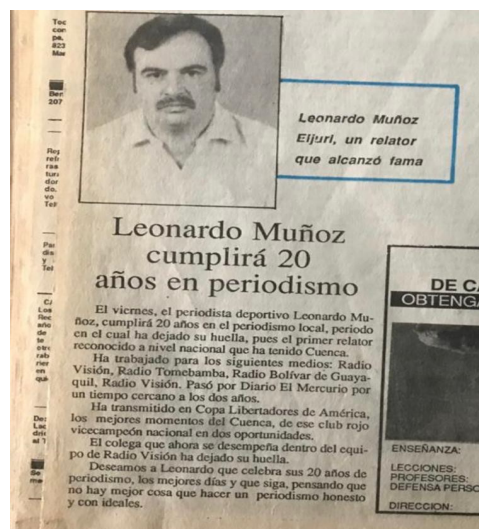 Leonardo Muñoz
Eljuri, un relator
que alcanzó fama
Leonardo Muñoz
cumplirá 20
años en periodismo
El viernes, el periodista deportivo Leonardo Mu-
ñoz, cumplirá 20 años en el periodismo local, periodo
en el cual ha dejado su huella, pues el primer relator
reconocido a nivel nacional que ha tenido Cuenca.
Ha trabajado para los siguientes medios: Radio
Visión, Radio Tomebamba, Radio Bolívar de Guaya-
quil, Radio Visión. Pasó por Diario El Mercurio por
un tiempo cercano a los dos años.
Ha transmitido en Copa Libertadores de América,
los mejores momentos del Cuenca, de ese club rojo
vicecampeón nacional en dos oportunidades.
El colega que ahora se desempeña dentro del equi-
po de Radio Visión ha dejado su huella.
Deseamos a Leonardo que celebra sus 20 años de
periodismo, los mejores días y que siga, pensando que
no hay mejor cosa que hacer un periodismo honesto
y con ideales.
DE
OBTENGA
ENSEÑANZA:
LECCIONES:
PROFESORES:
DEFENSA
DIRECCION: